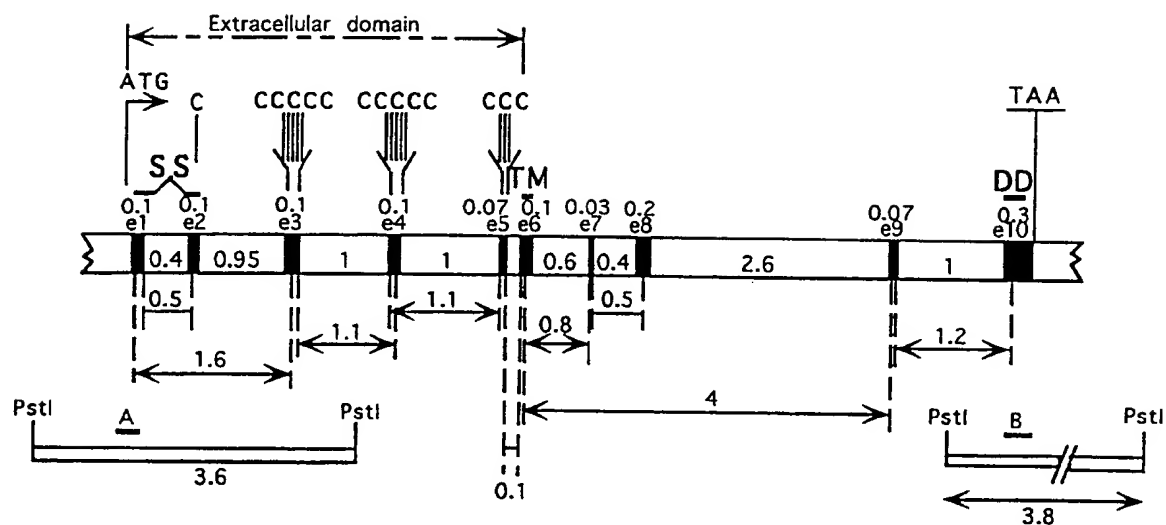 Extracellular domain
ATG
C
CCCCC
CCCCC
CCC
TAA
SS
TM
DD
0.1
0.1
0.1
0.1
0.07
0.1
0.03
0.2
0.07
0.3
e1
e2
e3
e4
e5
e6
e7
e8
e9
e10
0.4
0.95
1
1
0.6
0.4
2.6
1
0.5
1.1
0.5
1.1
0.8
1.2
1.6
4
PstI
A
PstI
PstI
B
PstI
3.6
0.1
3.8